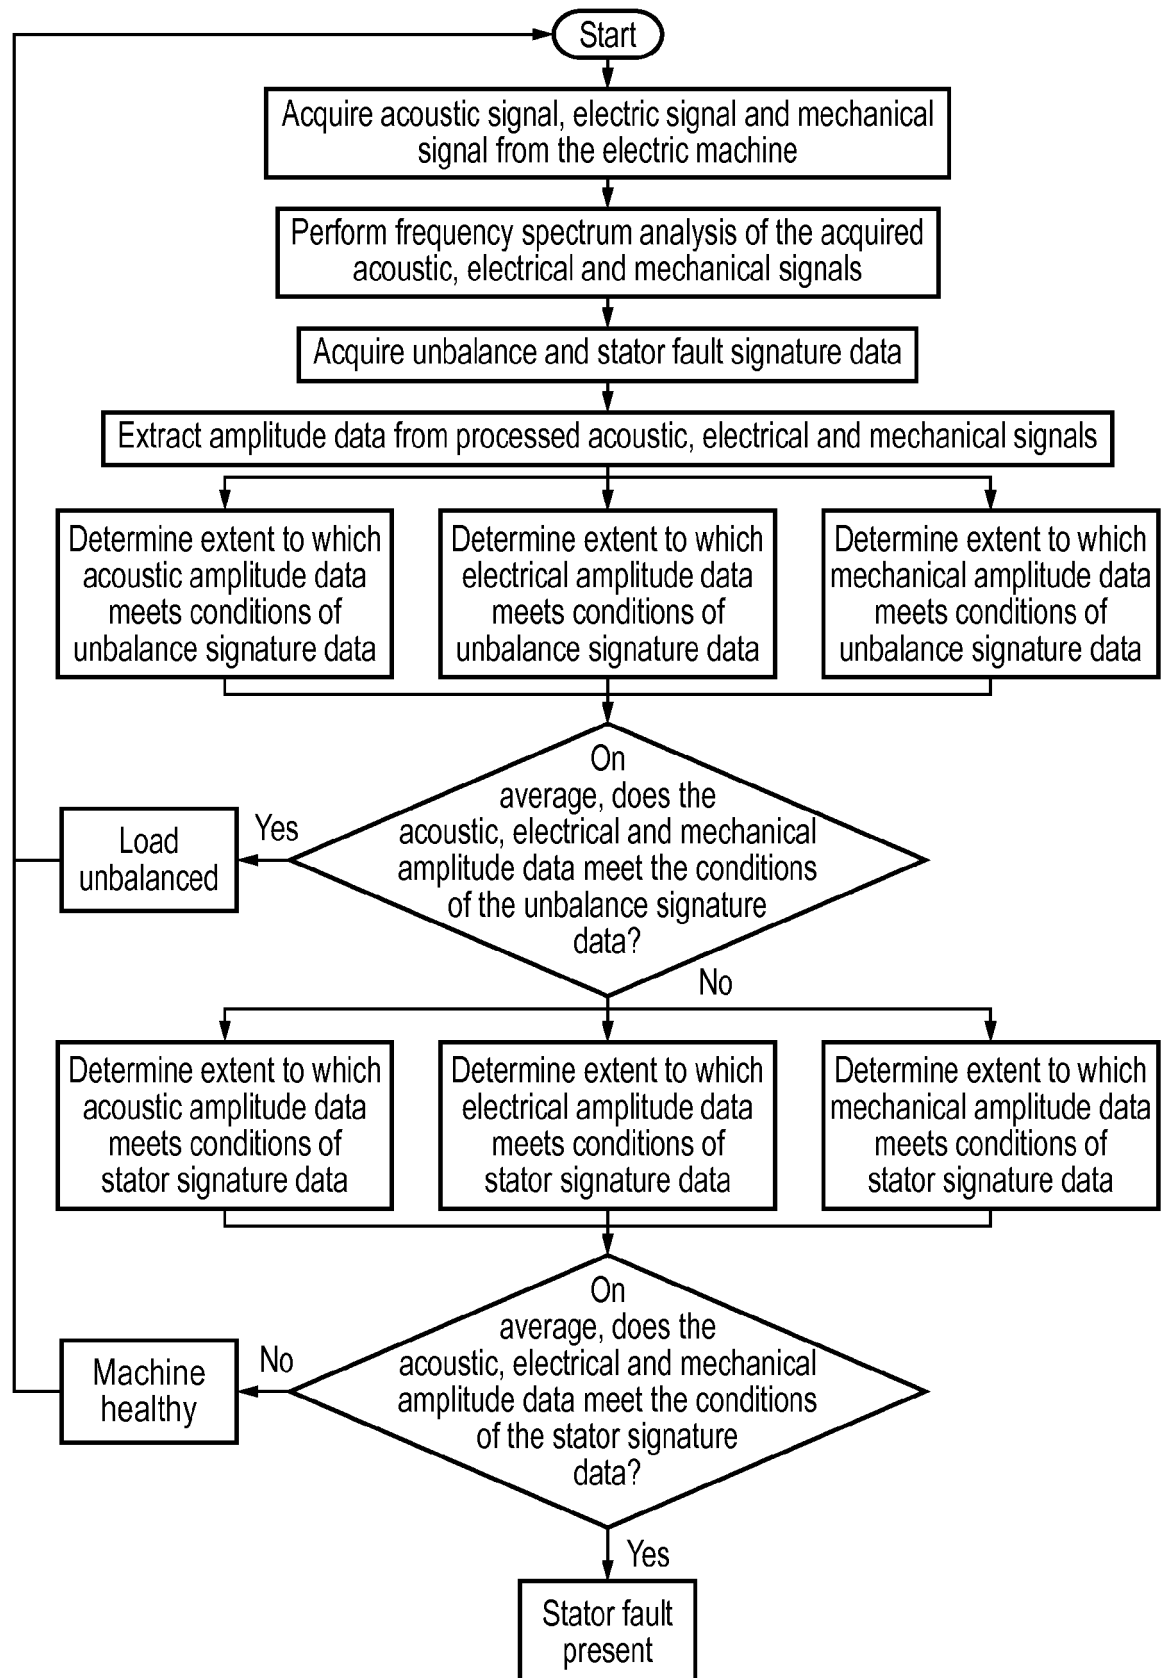 Start
Acquire acoustic signal, electric signal and mechanical
signal from the electric machine
Perform frequency spectrum analysis of the acquired
acoustic, electrical and mechanical signals
Acquire unbalance and stator fault signature data
Extract amplitude data from processed acoustic, electrical and mechanical signals
Determine extent to which
acoustic amplitude data
meets conditions of
unbalance signature data
Determine extent to which
electrical amplitude data
meets conditions of
unbalance signature data
Determine extent to which
mechanical amplitude data
meets conditions of
unbalance signature data
On
average, does the
acoustic, electrical and mechanical
amplitude data meet the conditions
of the unbalance signature
data?
Yes
Load
unbalanced
No
Determine extent to which
acoustic amplitude data
meets conditions of
stator signature data
Determine extent to which
electrical amplitude data
meets conditions of
stator signature data
Determine extent to which
mechanical amplitude data
meets conditions of
stator signature data
On
average, does the
acoustic, electrical and mechanical
amplitude data meet the conditions
of the stator signature
data?
No
Machine
healthy
Yes
Stator fault
present